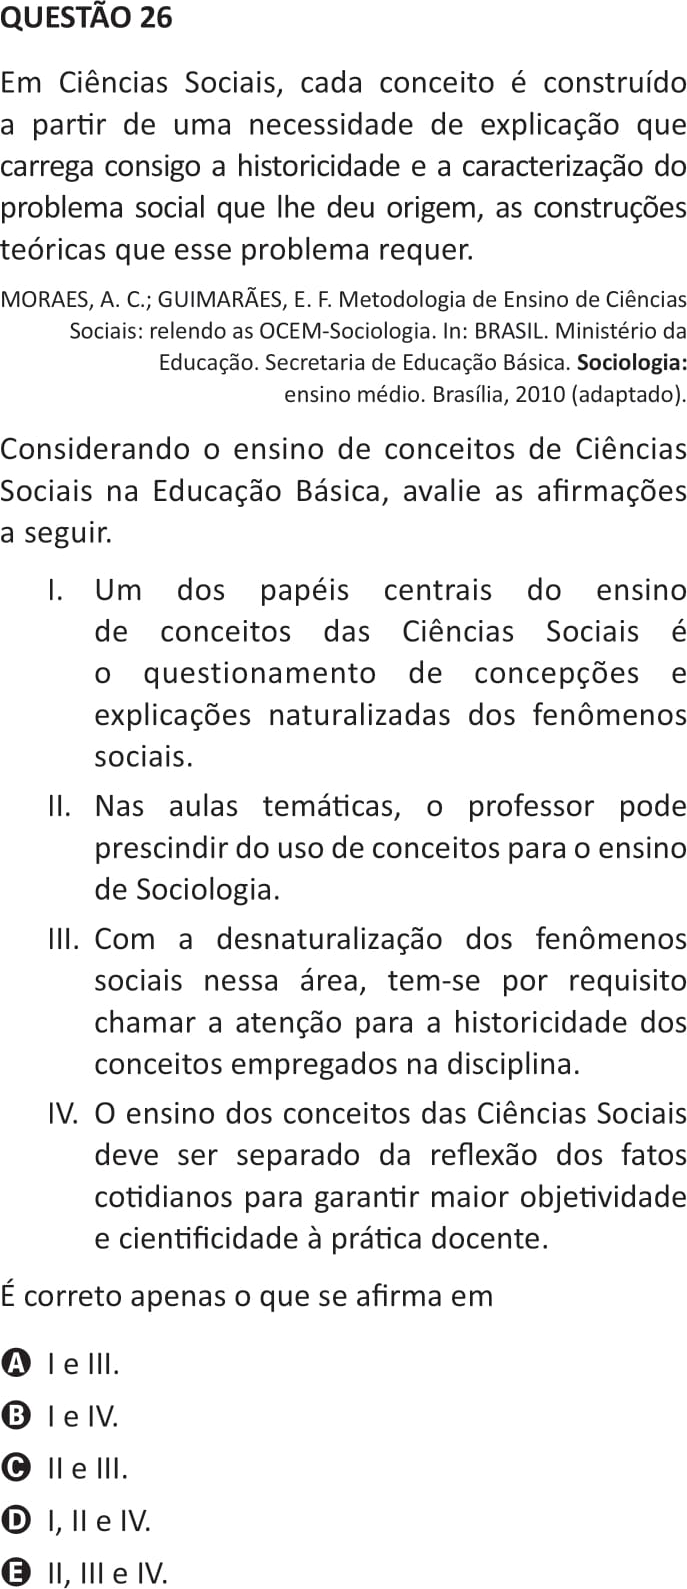 QUESTÃO 26
Em Ciências Sociais, cada conceito é construído
a partir de uma necessidade de explicação que
carrega consigo a historicidade e a caracterização do
problema social que lhe deu origem, as construções
teóricas que esse problema requer.
MORAES, A. C.; GUIMARÃES, E. F. Metodologia de Ensino de Ciências
Sociais: relendo as OCEM-Sociologia. In: BRASIL. Ministério da
Educação. Secretaria de Educação Básica. Sociologia:
ensino médio. Brasília, 2010 (adaptado).
Considerando o ensino de conceitos de Ciências
Sociais na Educação Básica, avalie as afirmações
a seguir.
I. Um dos papéis centrais do ensino
de conceitos das Ciências Sociais é
o questionamento de concepções e
explicações naturalizadas dos fenômenos
sociais.
II. Nas aulas temáticas, o professor pode
prescindir do uso de conceitos para o ensino
de Sociologia.
III. Com a desnaturalização dos fenômenos
sociais nessa área, tem-se por requisito
chamar a atenção para a historicidade dos
conceitos empregados na disciplina.
IV. O ensino dos conceitos das Ciências Sociais
deve ser separado da reflexão dos fatos
cotidianos para garantir maior objetividade
e cientificidade à prática docente.
É correto apenas o que se afirma em
A I e III.
B I e IV.
C II e III.
D I, II e IV.
E II, III e IV.